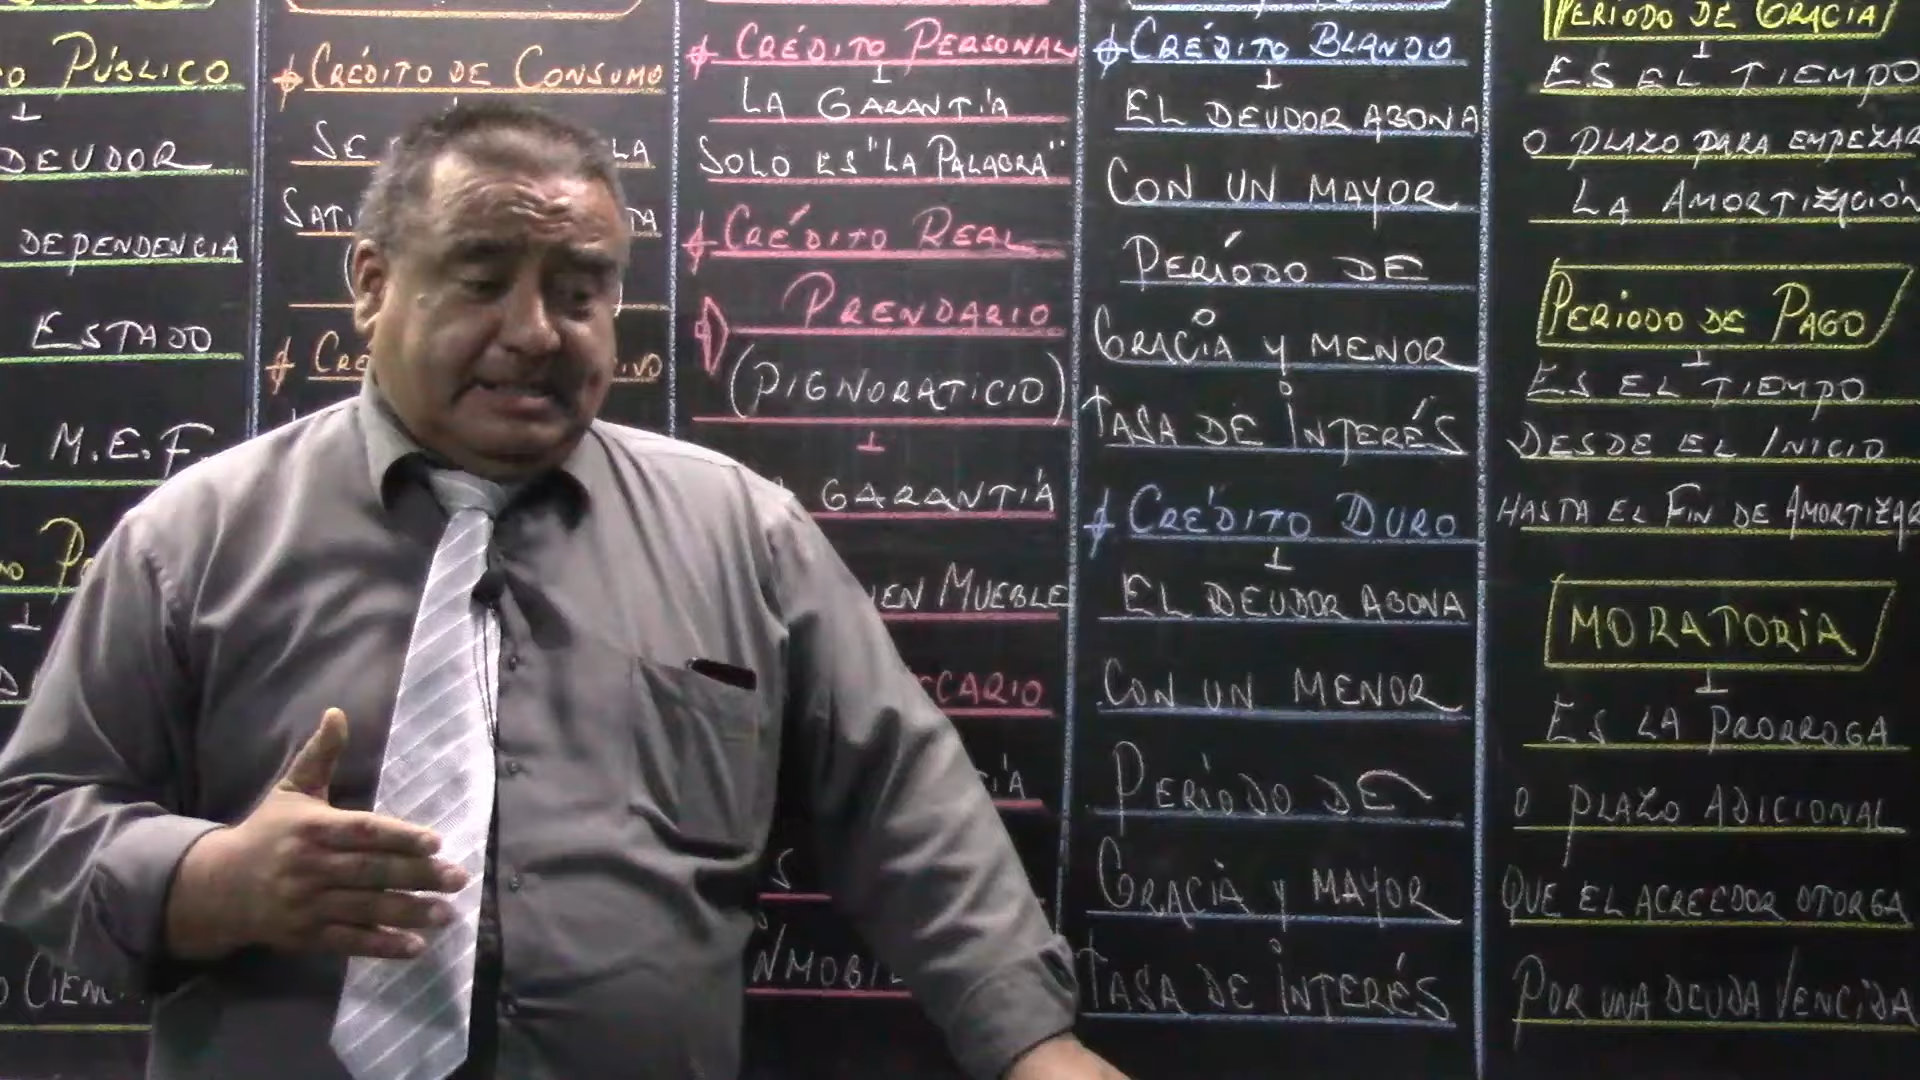 PÚBLICO
DEUDOR
DEPENDENCIA
ESTADO
M.E.F.
CRÉDITO DE CONSUMO
SE LA
CRÉDITO PERSONAL
LA GARANTÍA
SOLO ES "LA PALABRA"
CRÉDITO REAL
PRENDARIO
(PIGNORATICIO)
GARANTÍA
MUEBLE
CRÉDITO BLANDO
EL DEUDOR ABONA
CON UN MAYOR
PERÍODO DE
GRACIA Y MENOR
TASA DE INTERÉS
CRÉDITO DURO
EL DEUDOR ABONA
CON UN MENOR
PERIODO DE
GRACIA Y MAYOR
TASA DE INTERÉS
PERIODO DE GRACIA
ES EL TIEMPO
O PLAZO PARA EMPEZAR
LA AMORTIZACIÓN
PERIODO DE PAGO
ES EL TIEMPO
DESDE EL INICIO
HASTA EL FIN DE AMORTIZAR
MORATORIA
ES LA PRORROGA
O PLAZO ADICIONAL
QUE EL ACREEDOR OTORGA
POR UNA DEUDA VENCIDA